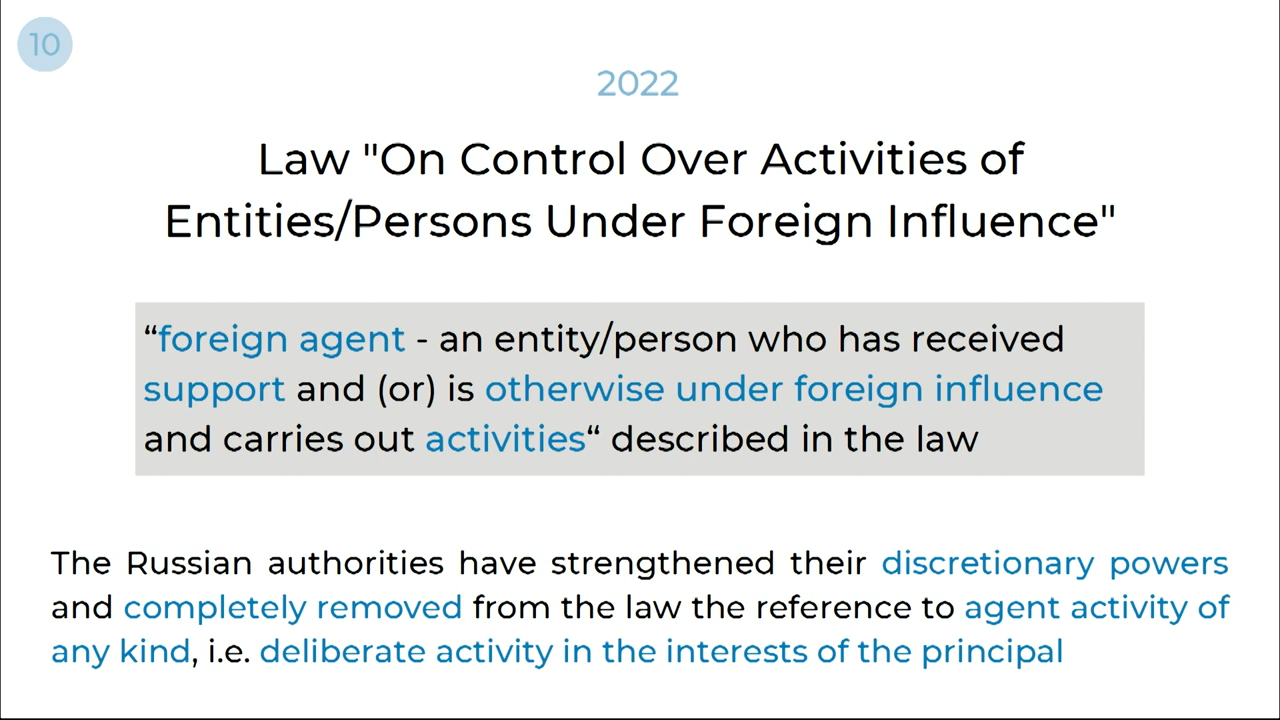 10
2022
Law "On Control Over Activities of
Entities/Persons Under Foreign Influence"
“foreign agent - an entity/person who has received
support and (or) is otherwise under foreign influence
and carries out activities“ described in the law
The Russian authorities have strengthened their discretionary powers
and completely removed from the law the reference to agent activity of
any kind, i.e. deliberate activity in the interests of the principal